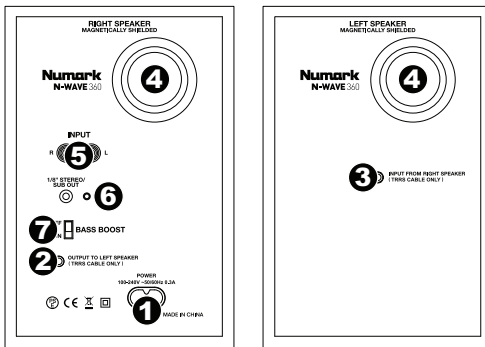 RIGHT SPEAKER
MAGNETICALLY SHIELDED
Numark
N-WAVE 360
4
INPUT
R 5 L
1/8" STEREO/
SUB OUT
6
7
BASS BOOST
2
OUTPUT TO LEFT SPEAKER
(TRRS CABLE ONLY)
POWER
100-240V ~50/60Hz 0.3A
1
CE
MADE IN CHINA
LEFT SPEAKER
MAGNETICALLY SHIELDED
Numark
N-WAVE 360
4
3
INPUT FROM RIGHT SPEAKER
(TRRS CABLE ONLY)